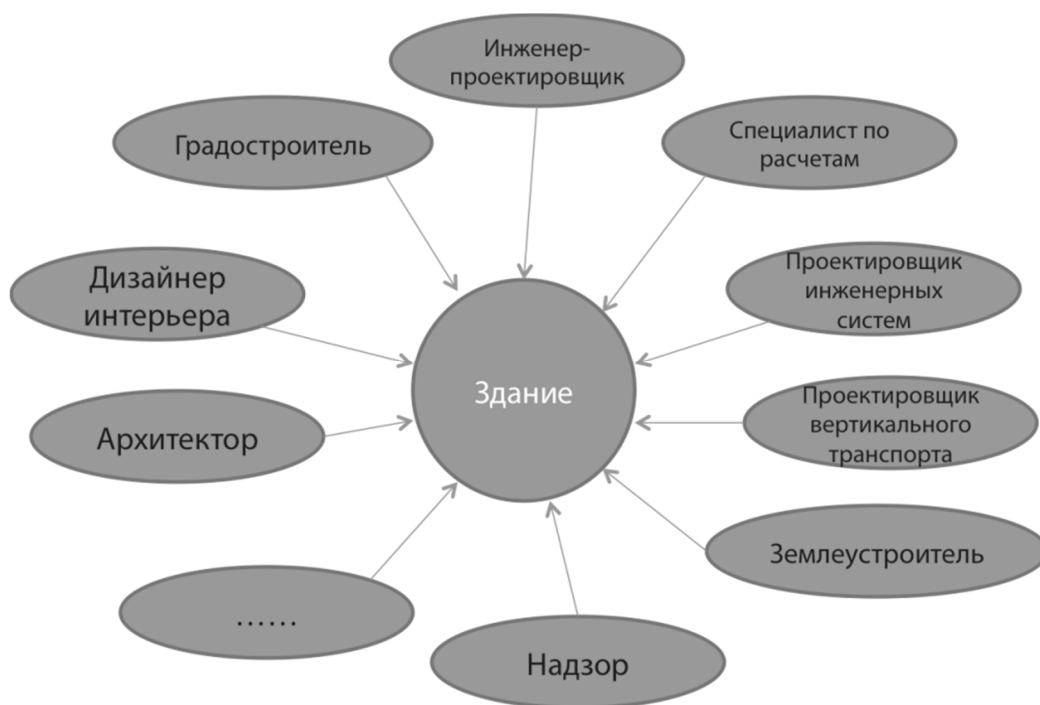 Инженер-
проектировщик
Градостроитель
Специалист по
расчетам
Дизайнер
интерьера
Проектировщик
инженерных
систем
Здание
Архитектор
Проектировщик
вертикального
транспорта
Землеустроитель
......
Надзор